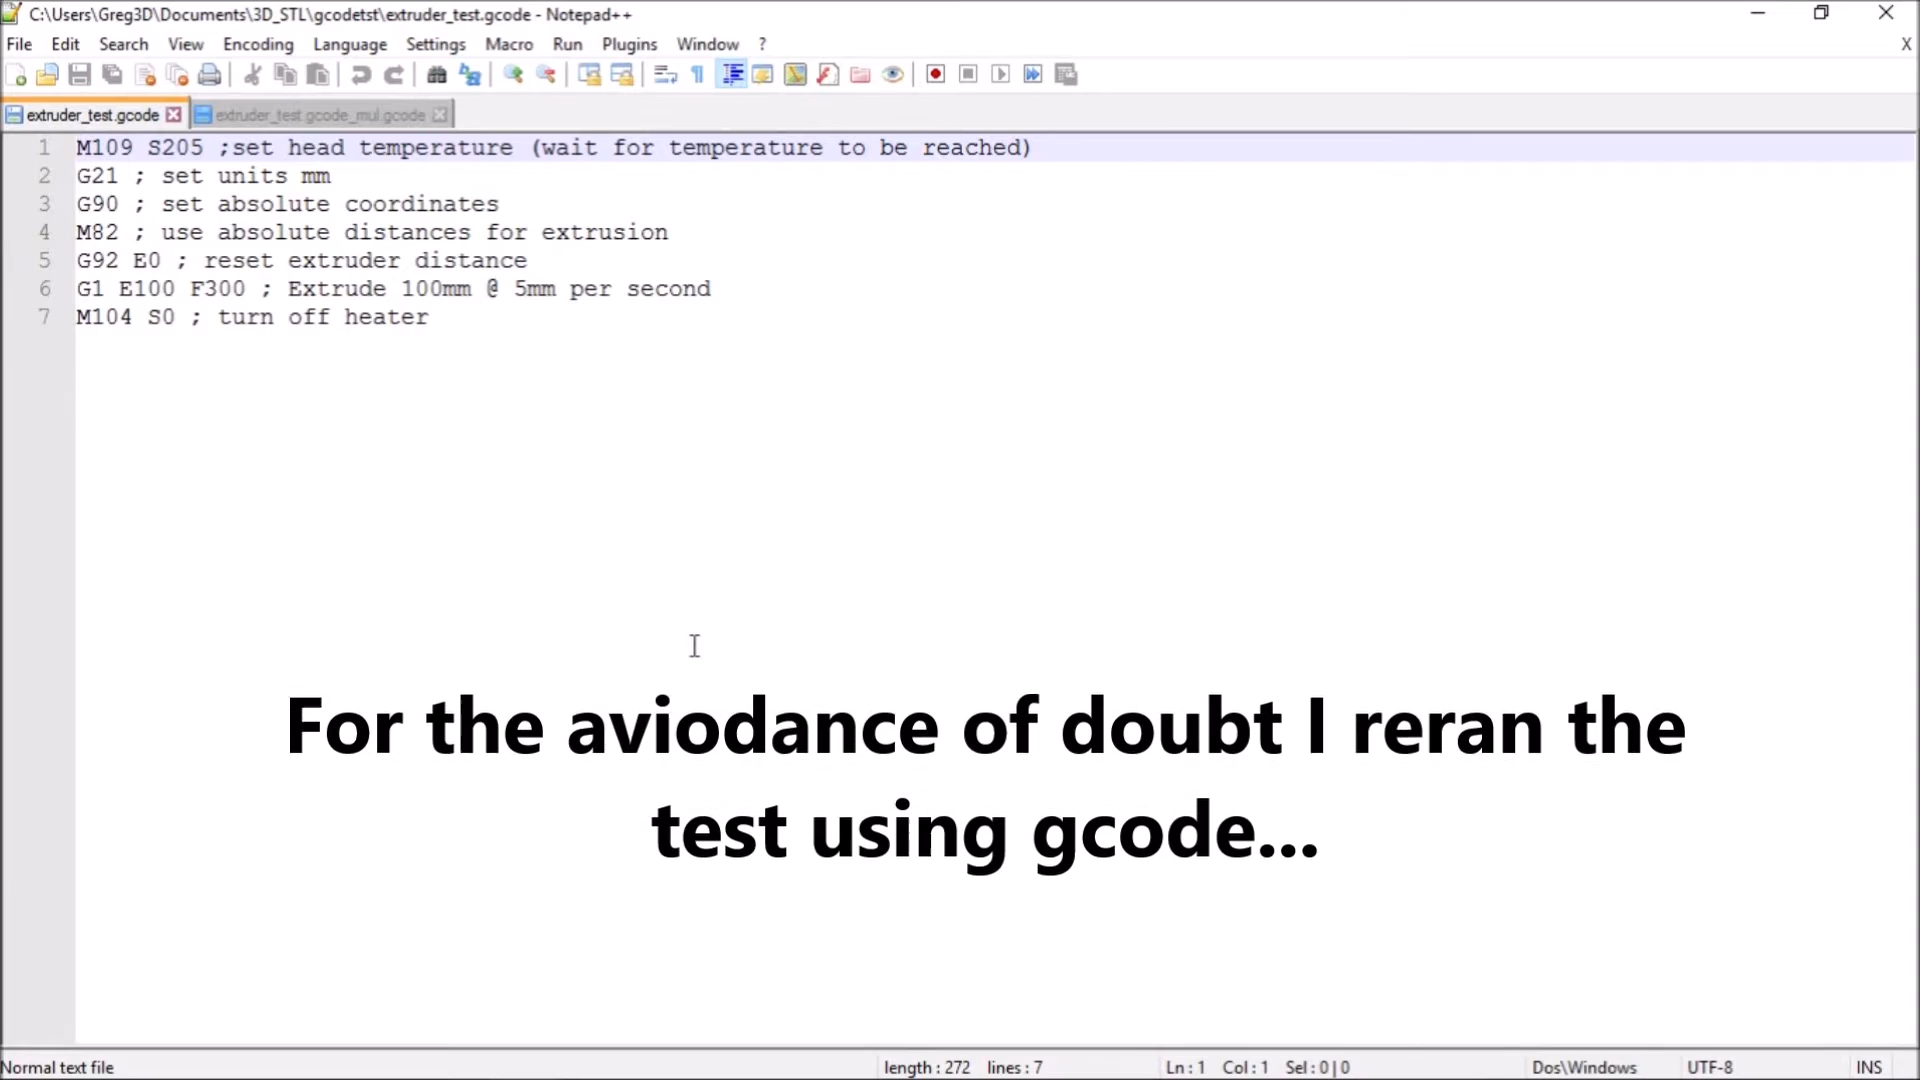 C:\Users\Greg3D\Documents\3D_STL\gcodetst\extruder_test.gcode - Notepad++
File Edit Search View Encoding Language Settings Macro Run Plugins Window ? X
extruder_test.gcode extruder_test.gcode_mul.gcode
1 M109 S205 ;set head temperature (wait for temperature to be reached)
2 G21 ; set units mm
3 G90 ; set absolute coordinates
4 M82 ; use absolute distances for extrusion
5 G92 E0 ; reset extruder distance
6 G1 E100 F300 ; Extrude 100mm @ 5mm per second
7 M104 S0 ; turn off heater
For the aviodance of doubt I reran the
test using gcode...
Normal text file length : 272 lines : 7 Ln : 1 Col : 1 Sel : 0 | 0 Dos\Windows UTF-8 INS